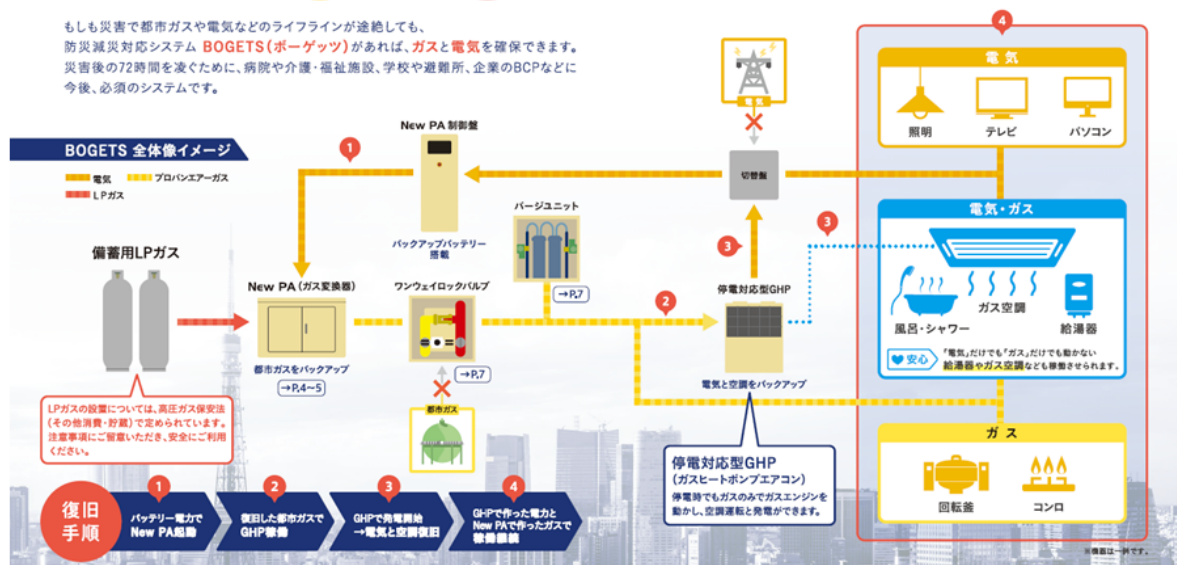 もしも災害で都市ガスや電気などのライフラインが途絶しても、
防災減災対応システム BOGETS(ボーゲッツ)があれば、ガスと電気を確保できます。
災害後の72時間を凌ぐために、病院や介護・福祉施設、学校や避難所、企業のBCPなどに
今後、必須のシステムです。
BOGETS 全体像イメージ
電気
プロパンエアーガス
LPガス
備蓄用LPガス
LPガスの設置については、高圧ガス保安法
(その他消費・貯蔵)で定められています。
注意事項にご留意いただき、安全にご利用
ください。
New PA 制御盤
バックアップバッテリー
搭載
1
New PA(ガス変換器)
都市ガスをバックアップ
→P.4~5
ワンウェイロックバルブ
→P.7
都市ガス
パージユニット
→P.7
2
電気
切替盤
3
停電対応型GHP
電気と空調をバックアップ
3
停電対応型GHP
(ガスヒートポンプエアコン)
停電時でもガスのみでガスエンジンを
動かし、空調運転と発電ができます。
4
電気
照明
テレビ
パソコン
電気・ガス
ガス空調
風呂・シャワー
給湯器
安心
「電気」だけでも「ガス」だけでも動かない
給湯器やガス空調なども稼働させられます。
ガス
回転釜
コンロ
※機器は一例です。
復旧
手順
1
バッテリー電力で
New PA起動
2
復旧した都市ガスで
GHP稼働
3
GHPで発電開始
→電気と空調復旧
4
GHPで作った電力と
New PAで作ったガスで
稼働継続